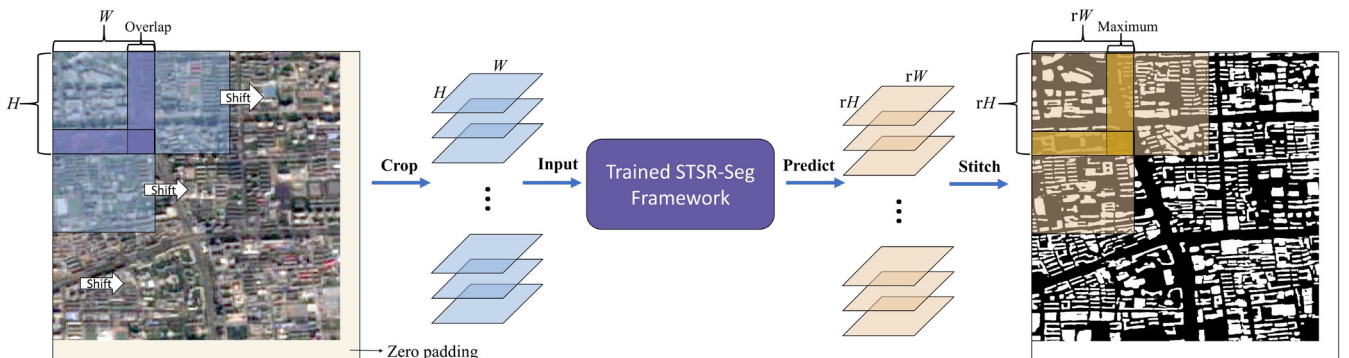 W
Overlap
H
Shift
Shift
Shift
Zero padding
Crop
W
H
Input
Trained STSR-Seg
Framework
Predict
rW
rH
Stitch
rW
Maximum
rH